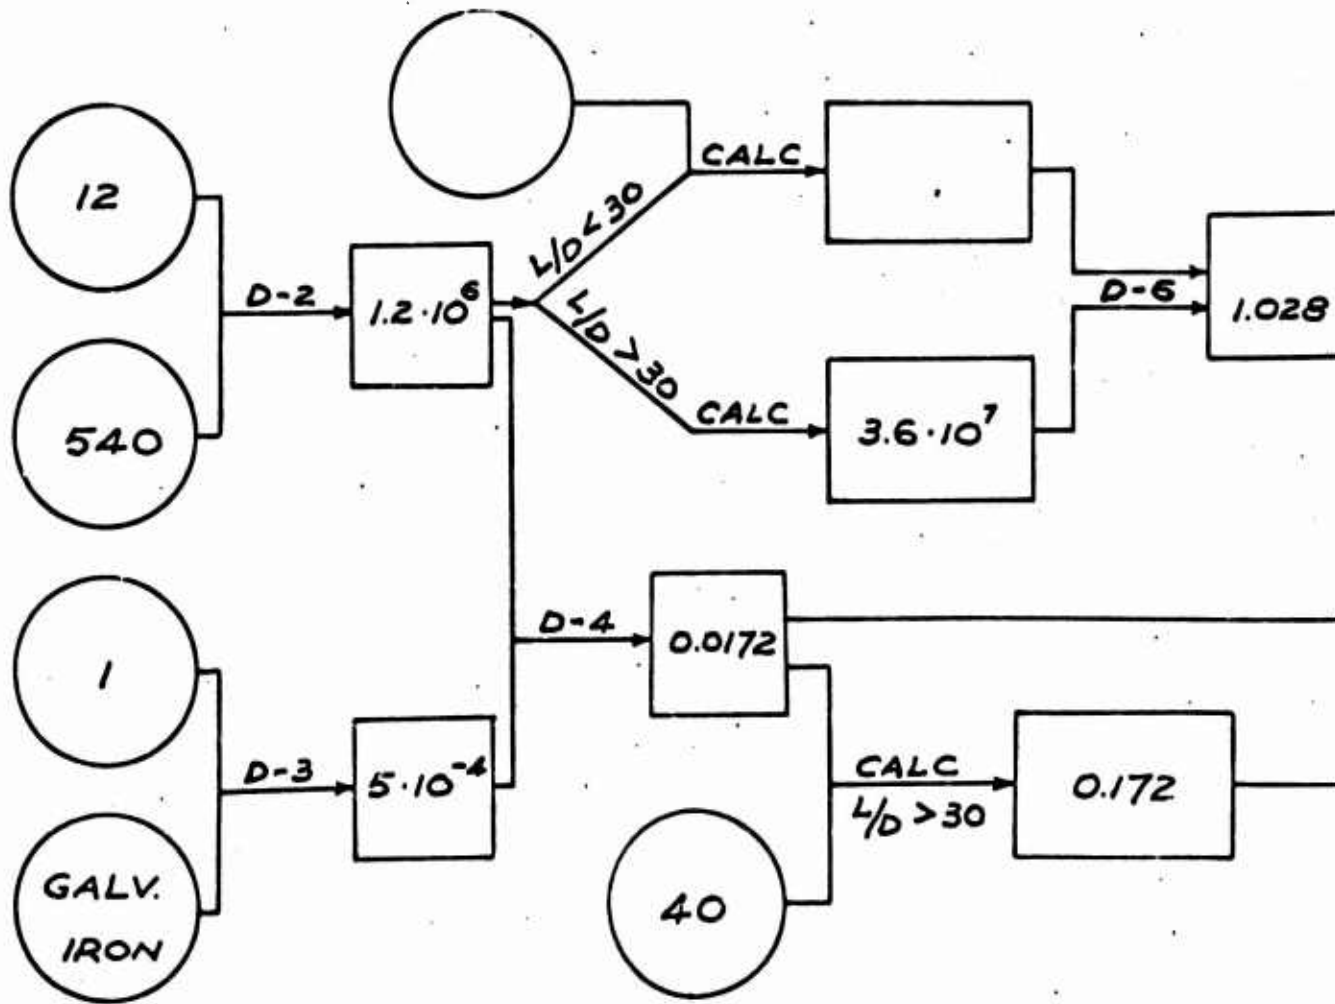 12
540
D-2
1.2·10⁶
L/D < 30
L/D > 30
CALC
CALC
3.6·10⁷
D-6
1.028
1
GALV.
IRON
D-3
5·10⁻⁴
D-4
0.0172
40
CALC
L/D > 30
0.172